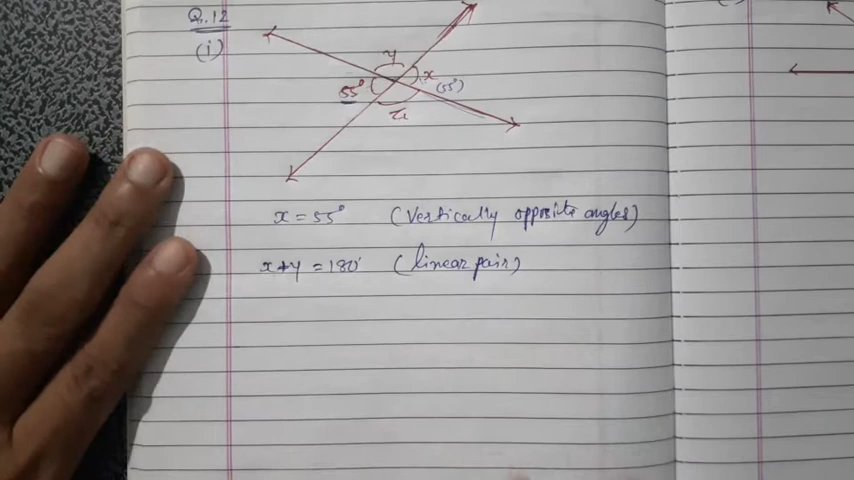 Q.12
(i)
y
55° x
(55°)
z
x = 55° (Vertically opposite angles)
x+y = 180° (linear pair)